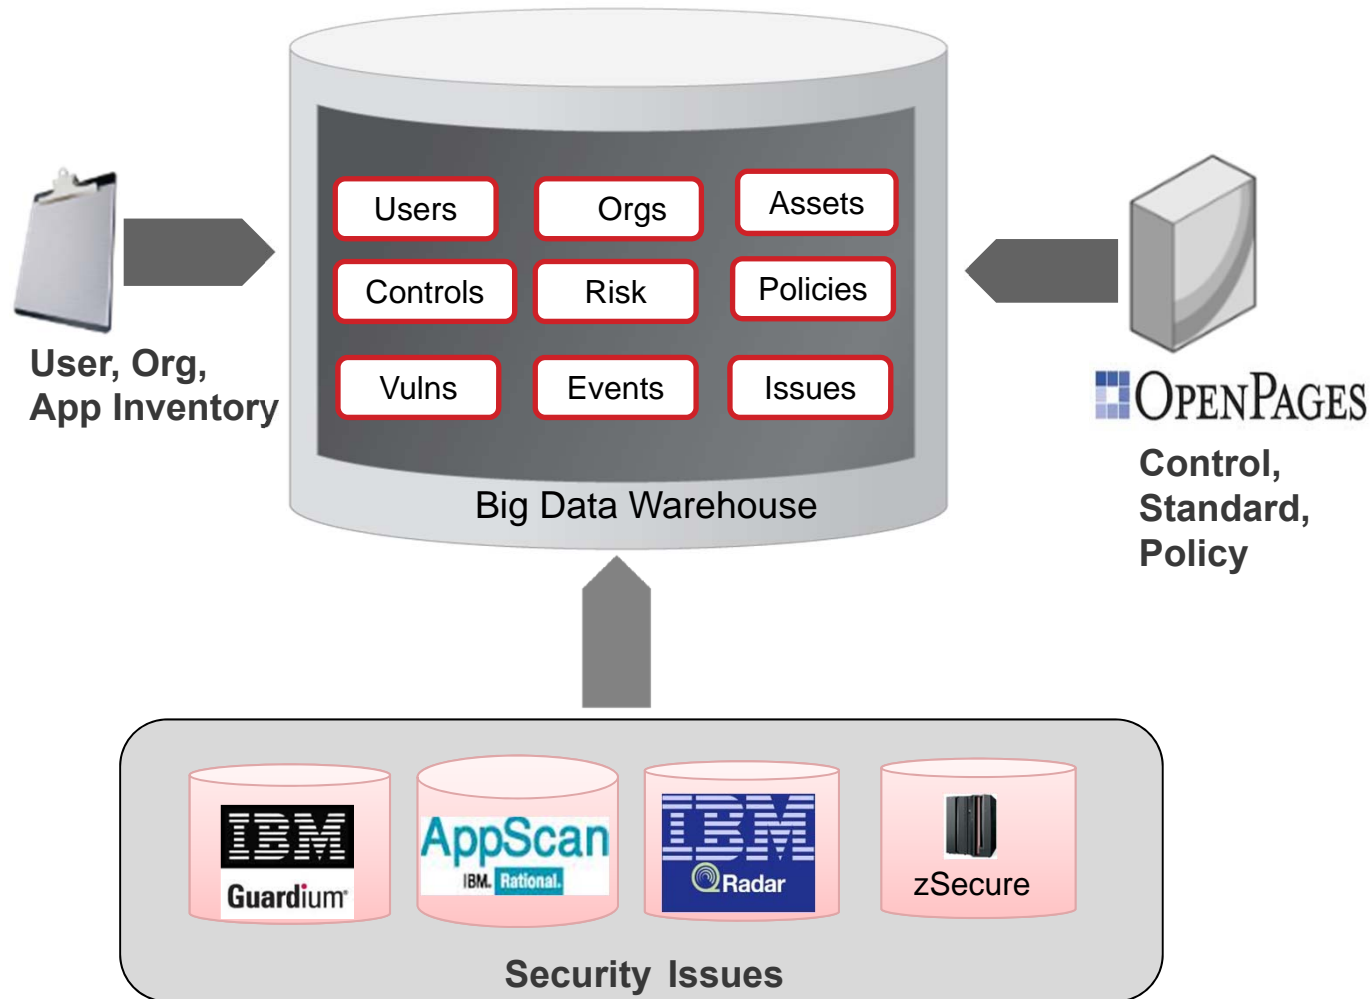 Users
Orgs
Assets
Controls
Risk
Policies
Vulns
Events
Issues
Big Data Warehouse
User, Org,
App Inventory
OPENPAGES
Control,
Standard,
Policy
IBM
Guardium
AppScan
IBM. Rational.
IBM
QRadar
zSecure
Security Issues